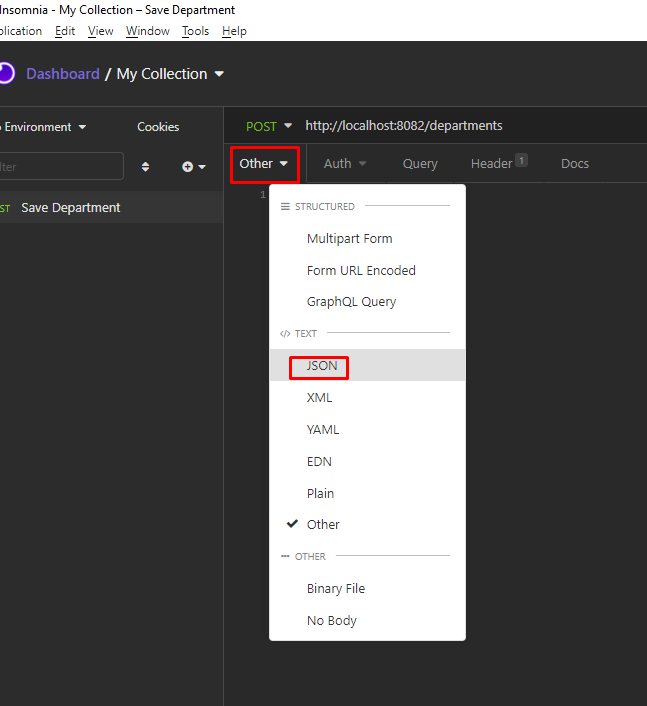 Insomnia - My Collection – Save Department
plication Edit View Window Tools Help
Dashboard / My Collection
Environment Cookies
POST http://localhost:8082/departments
Other Auth Query Header 1 Docs
lter
ST Save Department
1
STRUCTURED
Multipart Form
Form URL Encoded
GraphQL Query
</> TEXT
JSON
XML
YAML
EDN
Plain
Other
OTHER
Binary File
No Body